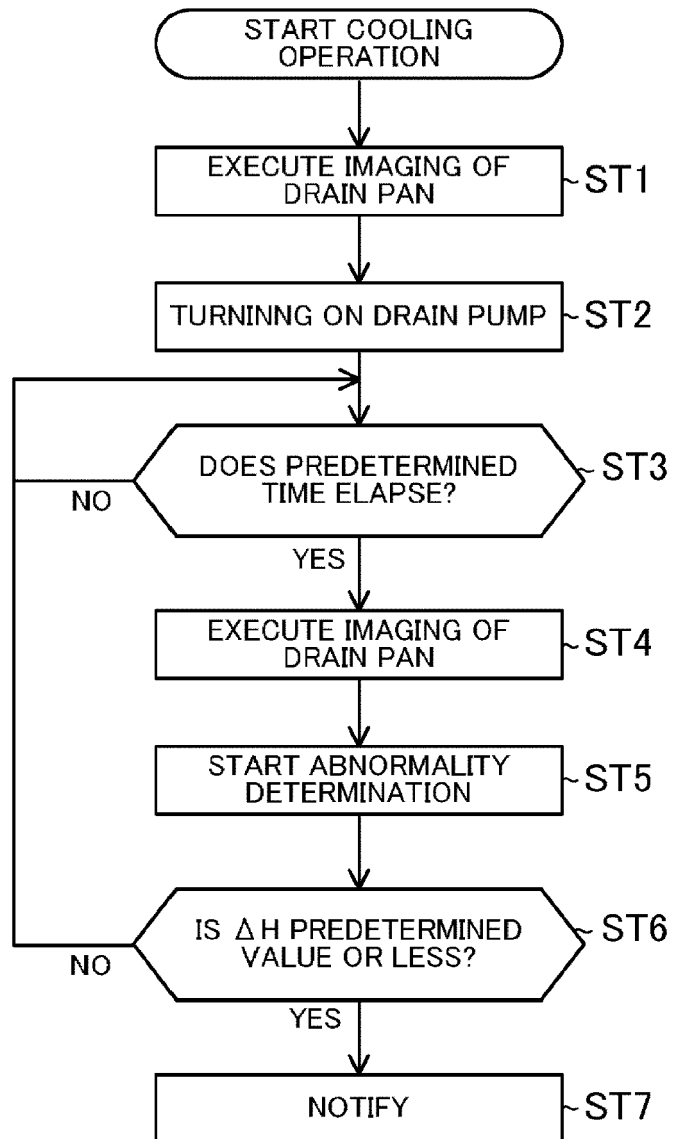 START COOLING
OPERATION
EXECUTE IMAGING OF
DRAIN PAN
~ST1
TURNINNG ON DRAIN PUMP
~ST2
DOES PREDETERMINED
TIME ELAPSE?
~ST3
NO
YES
EXECUTE IMAGING OF
DRAIN PAN
~ST4
START ABNORMALITY
DETERMINATION
~ST5
IS ΔH PREDETERMINED
VALUE OR LESS?
~ST6
NO
YES
NOTIFY
~ST7